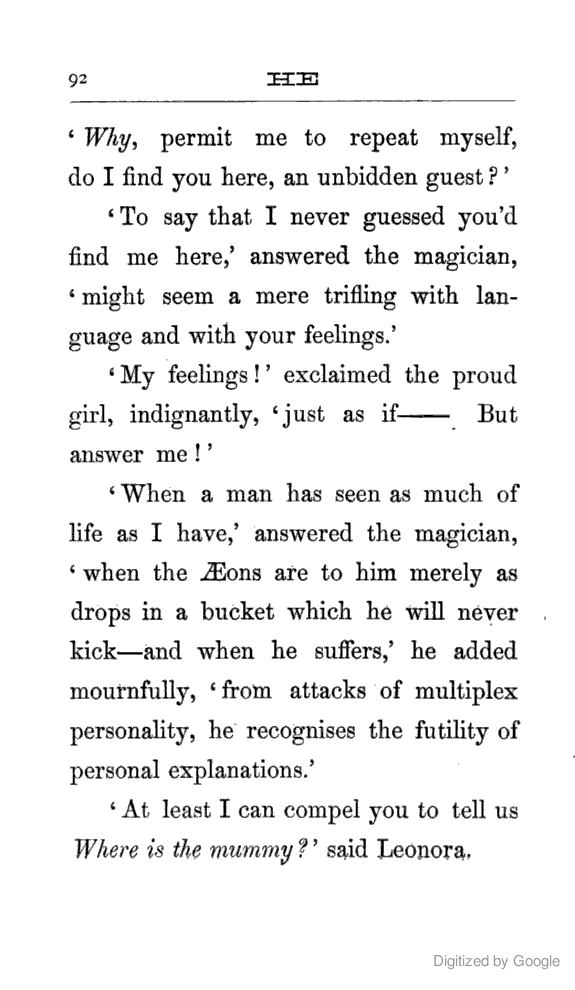 92 HE
‘ Why, permit me to repeat myself,
do I find you here, an unbidden guest?’
‘To say that I never guessed you’d
find me here,’ answered the magician,
‘might seem a mere trifling with lan-
guage and with your feelings.’
‘My feelings!’ exclaimed the proud
girl, indignantly, ‘just as if—— But
answer me!’
‘When a man has seen as much of
life as I have,’ answered the magician,
‘when the Æons are to him merely as
drops in a bucket which he will never
kick—and when he suffers,’ he added
mournfully, ‘from attacks of multiplex
personality, he recognises the futility of
personal explanations.’
‘At least I can compel you to tell us
Where is the mummy?’ said Leonora.
Digitized by Google